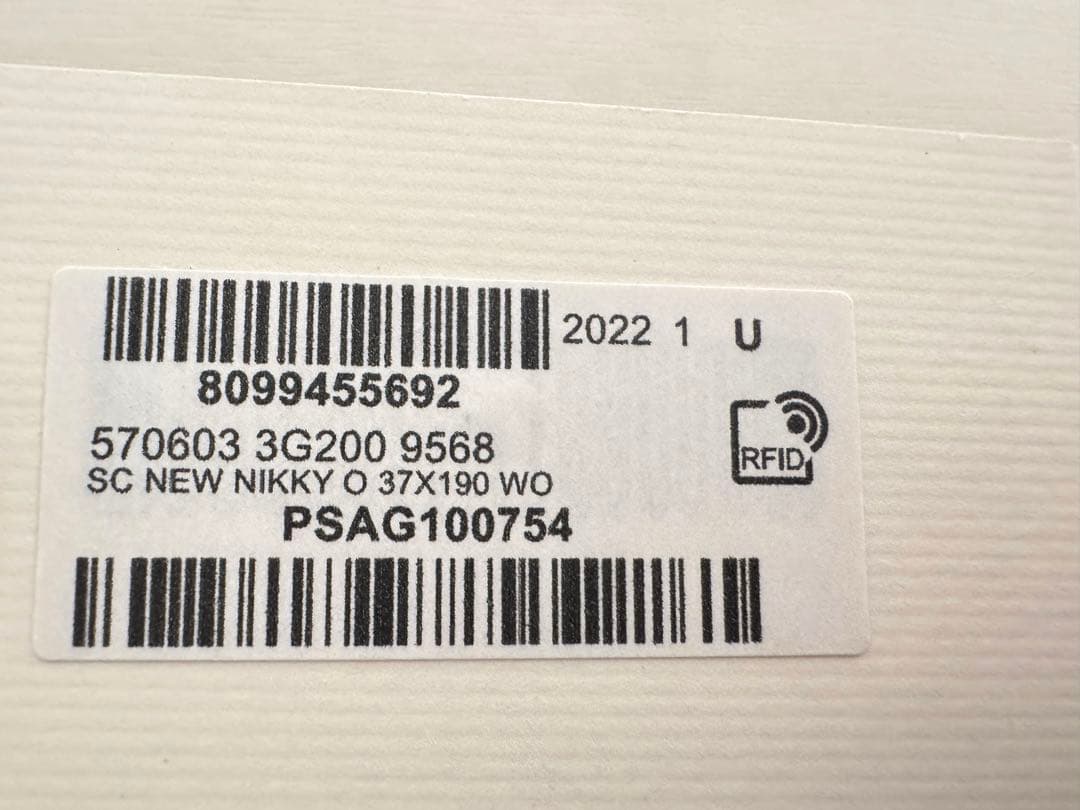 2022 1 U
8099455692
570603 3G200 9568
RFID
SC NEW NIKKY O 37X190 WO
PSAG100754